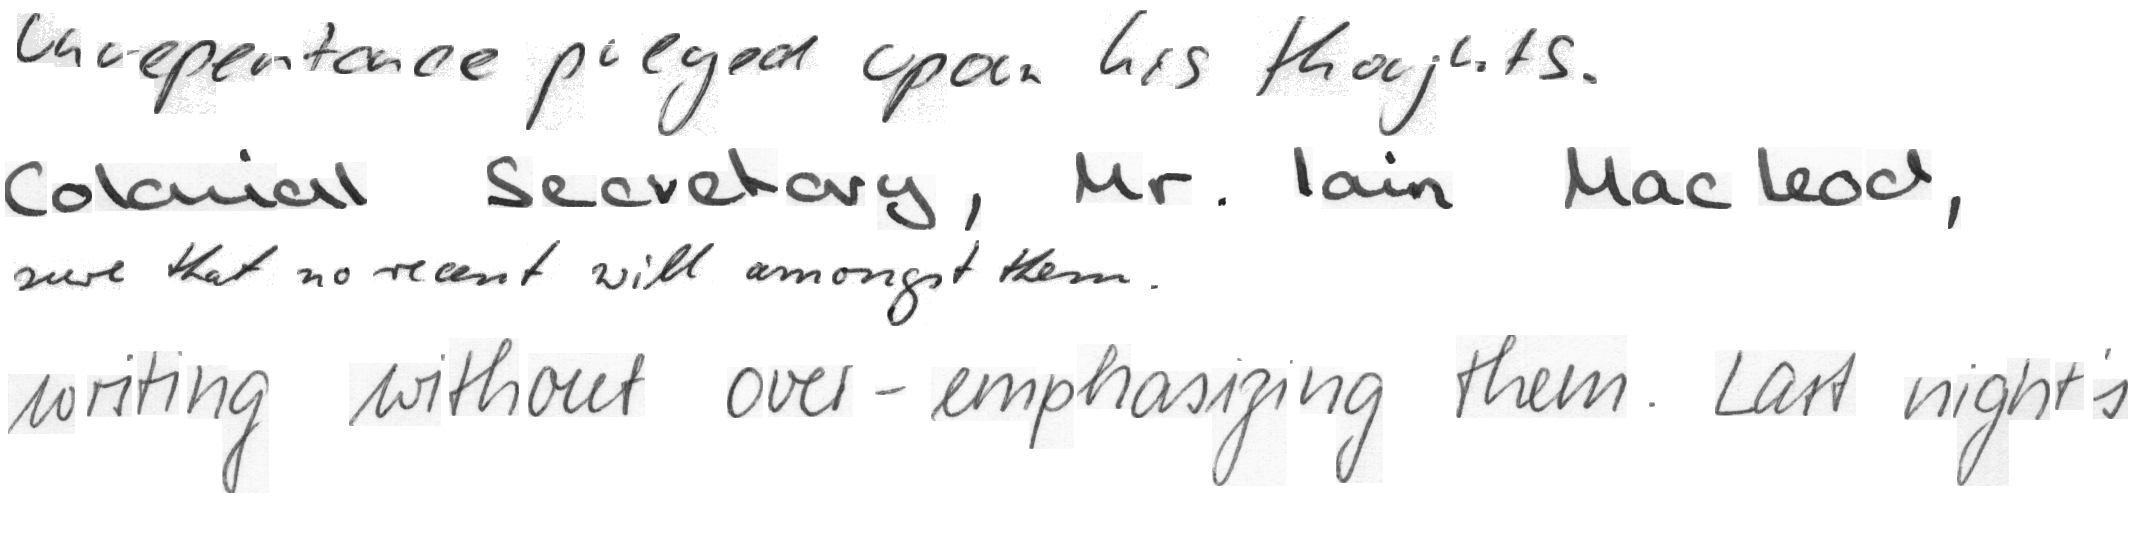 Unrepentance pleyed upon his thoughts.
Colonial Secretary, Mr. Iain Macleod,
sure that no recent will amongst them.
writing without over-emphasizing them. Last night's